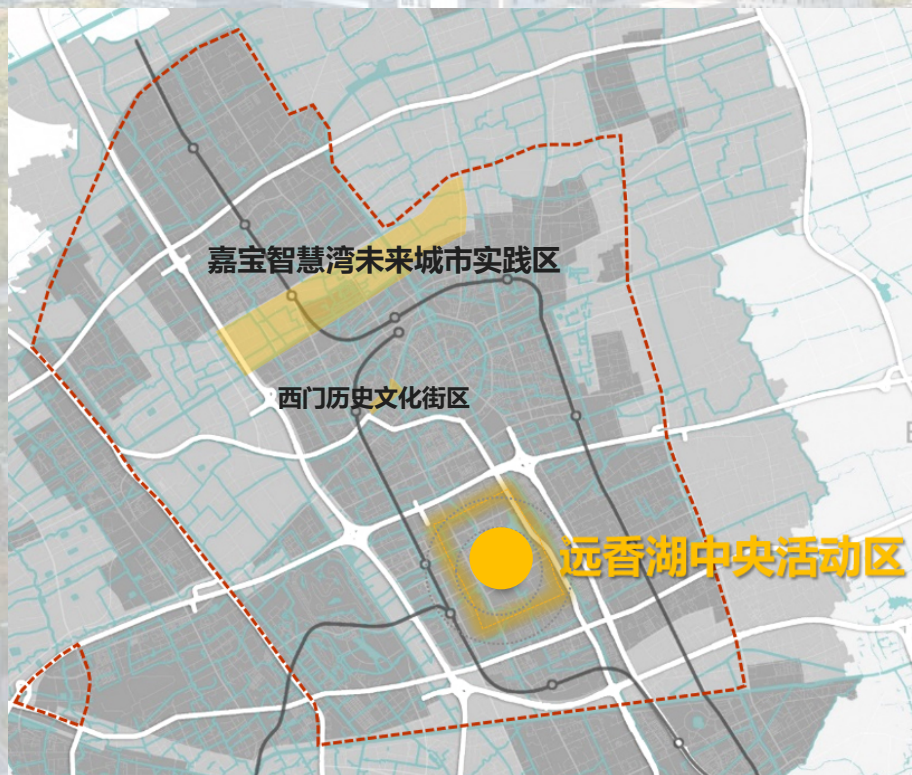 嘉宝智慧湾未来城市实践区
西门历史文化街区
远香湖中央活动区